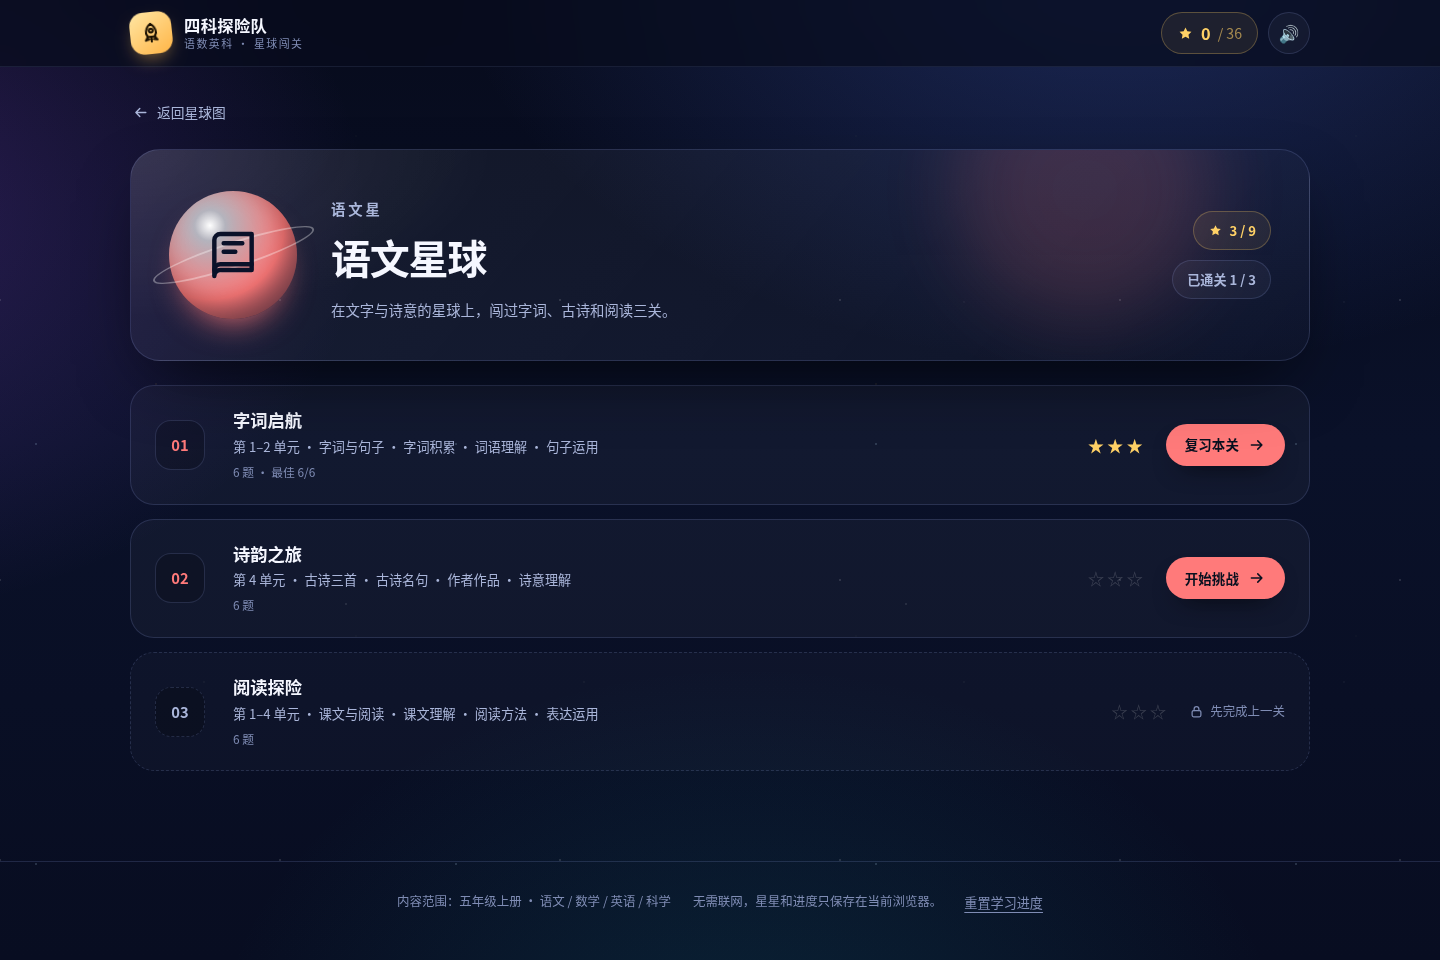 四科探险队
语数英科 · 星球闯关
★ 0 / 36
返回星球图
语文星
语文星球
在文字与诗意的星球上，闯过字词、古诗和阅读三关。
★ 3 / 9
已通关 1 / 3
01
字词启航
第 1–2 单元 · 字词与句子 · 字词积累 · 词语理解 · 句子运用
6 题 · 最佳 6/6
★★★
复习本关 →
02
诗韵之旅
第 4 单元 · 古诗三首 · 古诗名句 · 作者作品 · 诗意理解
6 题
☆☆☆
开始挑战 →
03
阅读探险
第 1–4 单元 · 课文与阅读 · 课文理解 · 阅读方法 · 表达运用
6 题
☆☆☆
先完成上一关
内容范围：五年级上册 · 语文 / 数学 / 英语 / 科学
无需联网，星星和进度只保存在当前浏览器。
重置学习进度